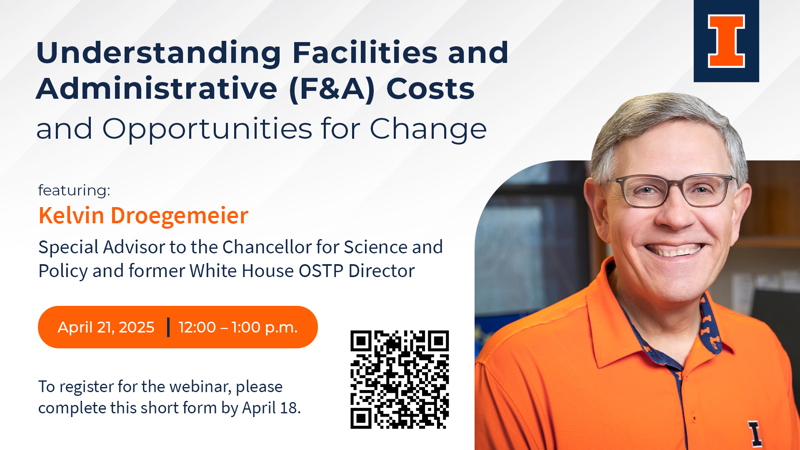 Understanding Facilities and
Administrative (F&A) Costs
and Opportunities for Change
featuring:
Kelvin Droegemeier
Special Advisor to the Chancellor for Science and
Policy and former White House OSTP Director
April 21, 2025 | 12:00 – 1:00 p.m.
To register for the webinar, please
complete this short form by April 18.
I
I